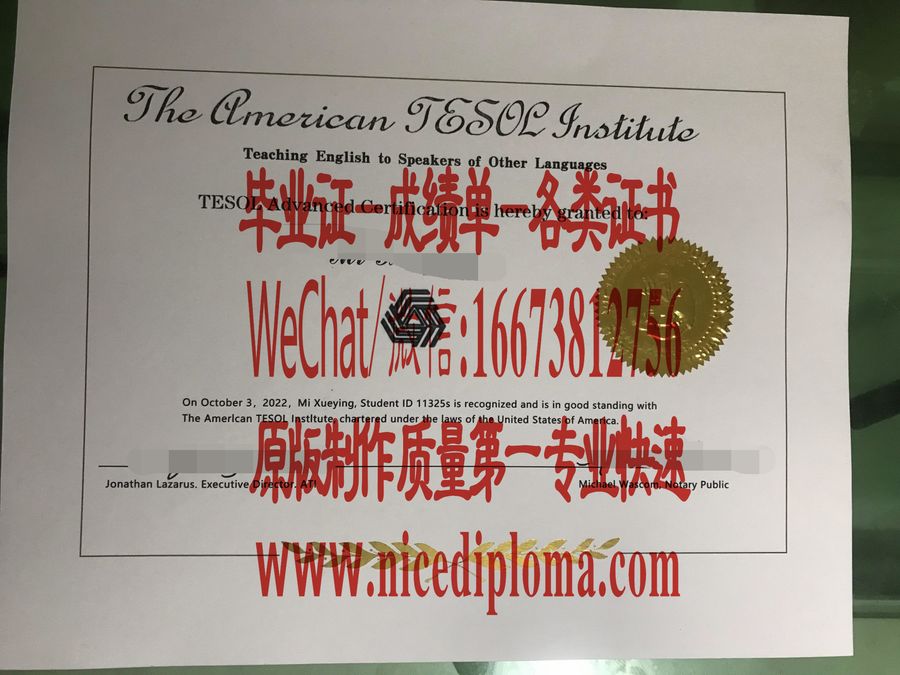 The American TESOL Institute
Teaching English to Speakers of Other Languages
TESOL Advanced Certification is hereby granted to:
毕业证—成绩单—各类证书
WeChat/微信:16673812756
On October 3, 2022, Mi Xueying, Student ID 11325s is recognized and is in good standing with
The American TESOL Institute, chartered under the laws of the United States of America.
原版制作质量第一专业快速
Jonathan Lazarus. Executive Director. ATI
Michael Wascom, Notary Public
www.nicediploma.com